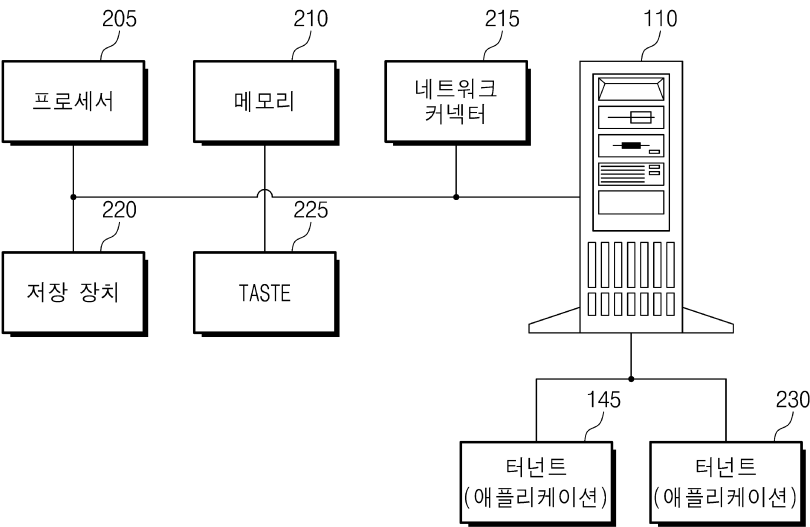 205
210
215
110
프로세서
메모리
네트워크
커넥터
220
225
저장 장치
TASTE
145
230
터넌트
(애플리케이션)
터넌트
(애플리케이션)